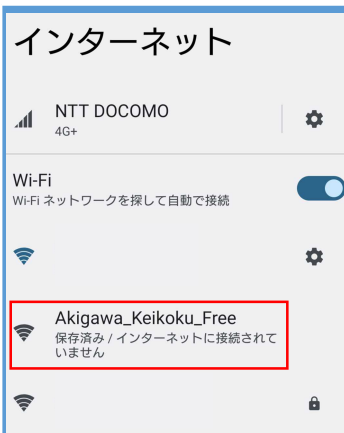 インターネット
NTT DOCOMO
4G+
Wi-Fi
Wi-Fi ネットワークを探して自動で接続
Akigawa_Keikoku_Free
保存済み / インターネットに接続されて
いません